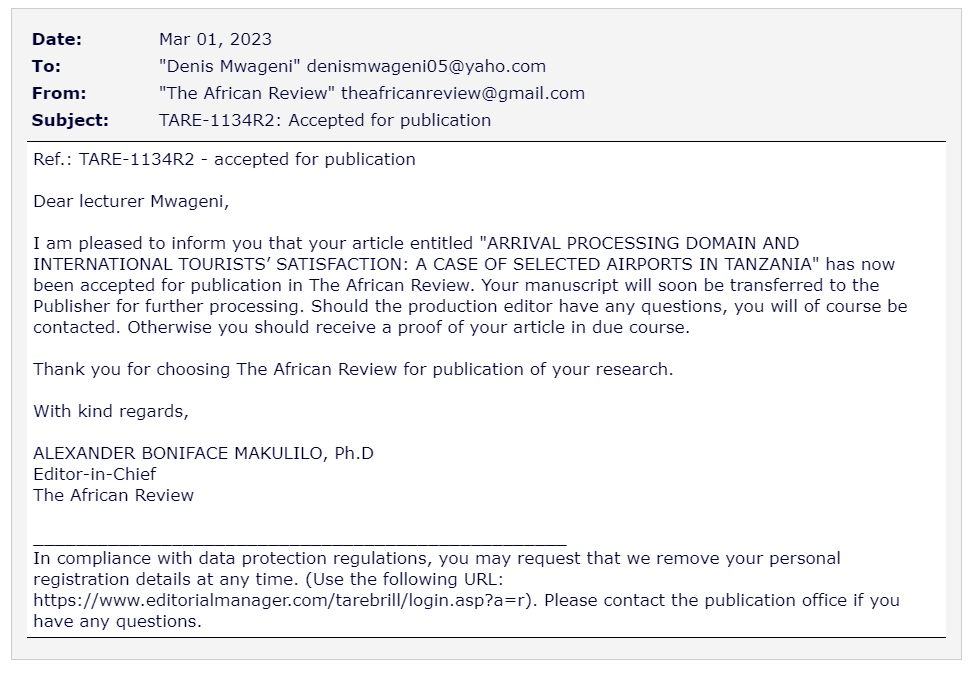 Date: Mar 01, 2023
To: "Denis Mwageni" denismwageni05@yaho.com
From: "The African Review" theafricanreview@gmail.com
Subject: TARE-1134R2: Accepted for publication
Ref.: TARE-1134R2 - accepted for publication
Dear lecturer Mwageni,
I am pleased to inform you that your article entitled "ARRIVAL PROCESSING DOMAIN AND
INTERNATIONAL TOURISTS’ SATISFACTION: A CASE OF SELECTED AIRPORTS IN TANZANIA" has now
been accepted for publication in The African Review. Your manuscript will soon be transferred to the
Publisher for further processing. Should the production editor have any questions, you will of course be
contacted. Otherwise you should receive a proof of your article in due course.
Thank you for choosing The African Review for publication of your research.
With kind regards,
ALEXANDER BONIFACE MAKULILO, Ph.D
Editor-in-Chief
The African Review
__________________________________________________
In compliance with data protection regulations, you may request that we remove your personal
registration details at any time. (Use the following URL:
https://www.editorialmanager.com/tarebrill/login.asp?a=r). Please contact the publication office if you
have any questions.